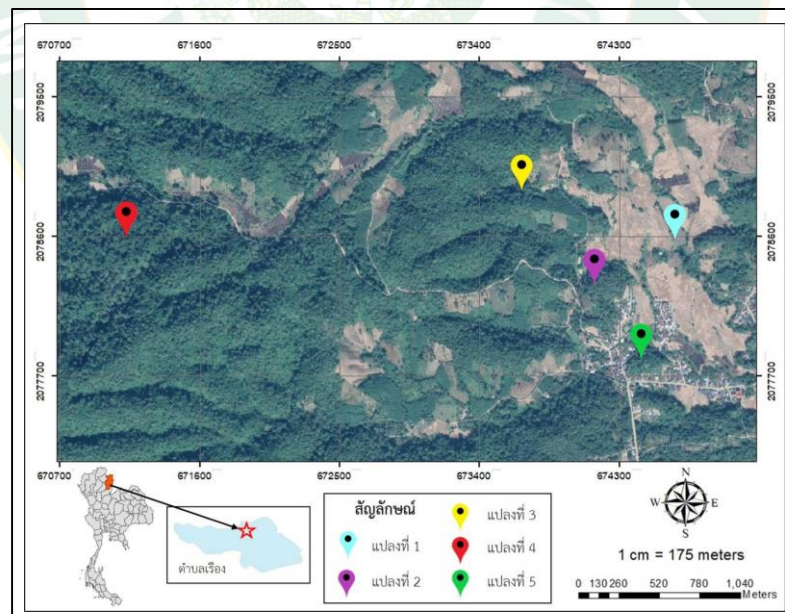 670700 671600 672500 673400 674300
2079500
2079500
2078600
2078600
2077700
2077700
670700 671600 672500 673400 674300
ตำบลเรือง
สัญลักษณ์
แปลงที่ 1
แปลงที่ 2
แปลงที่ 3
แปลงที่ 4
แปลงที่ 5
N
W E
S
1 cm = 175 meters
0 130 260 520 780 1,040
Meters